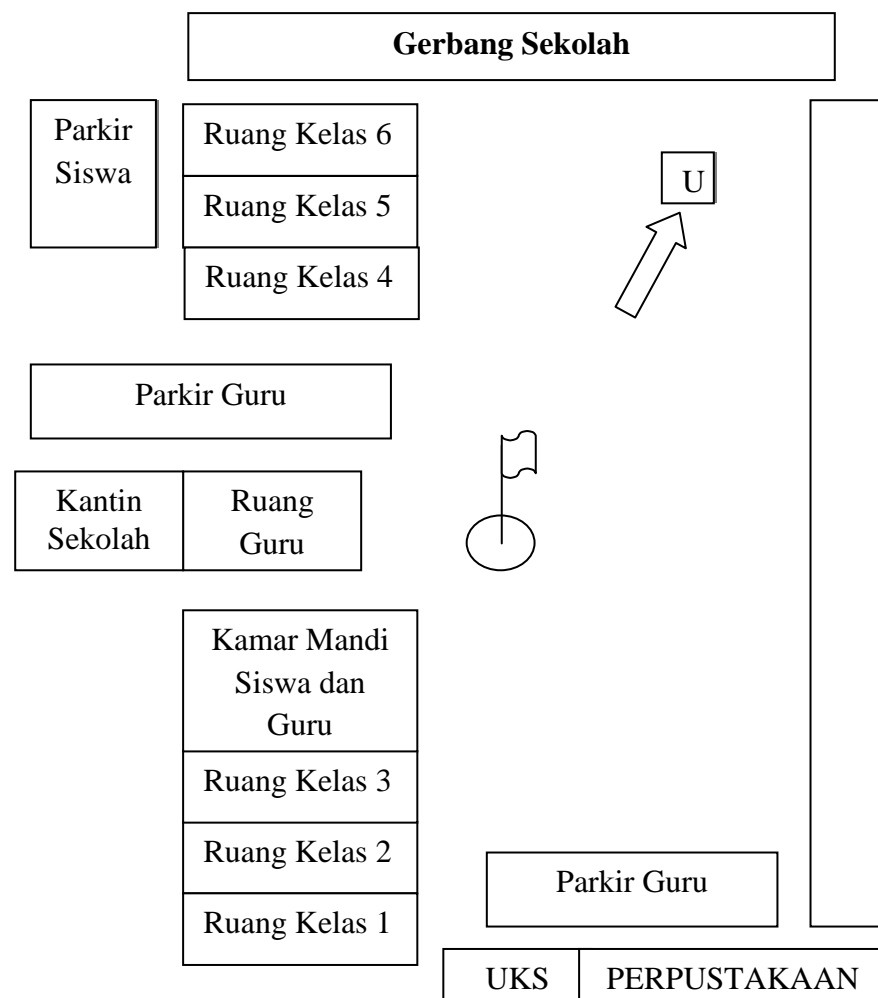 Gerbang Sekolah
Parkir
Siswa
Ruang Kelas 6
U
Ruang Kelas 5
Ruang Kelas 4
Parkir Guru
Kantin
Sekolah
Ruang
Guru
Kamar Mandi
Siswa dan
Guru
Ruang Kelas 3
Ruang Kelas 2
Parkir Guru
Ruang Kelas 1
UKS
PERPUSTAKAAN